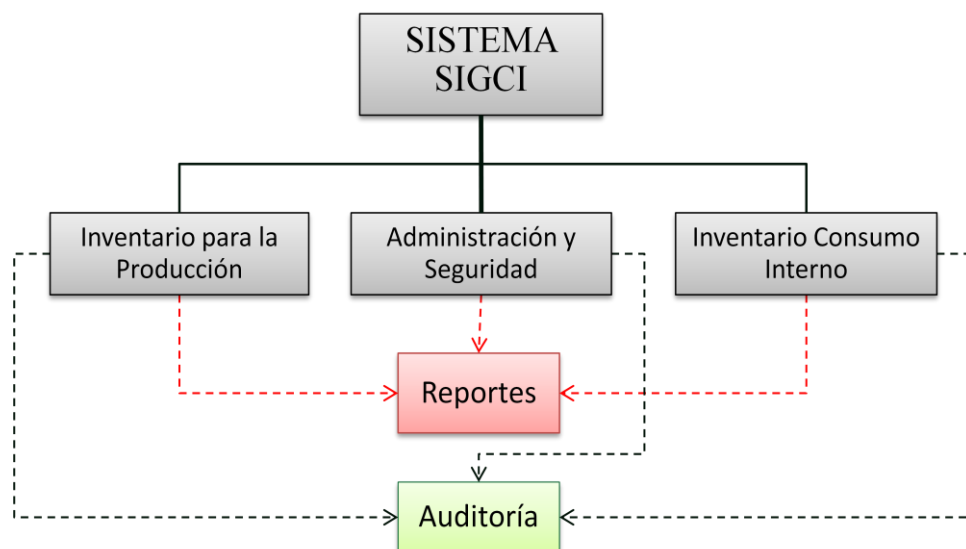 SISTEMA
SIGCI
Inventario para la
Producción
Administración y
Seguridad
Inventario Consumo
Interno
Reportes
Auditoría